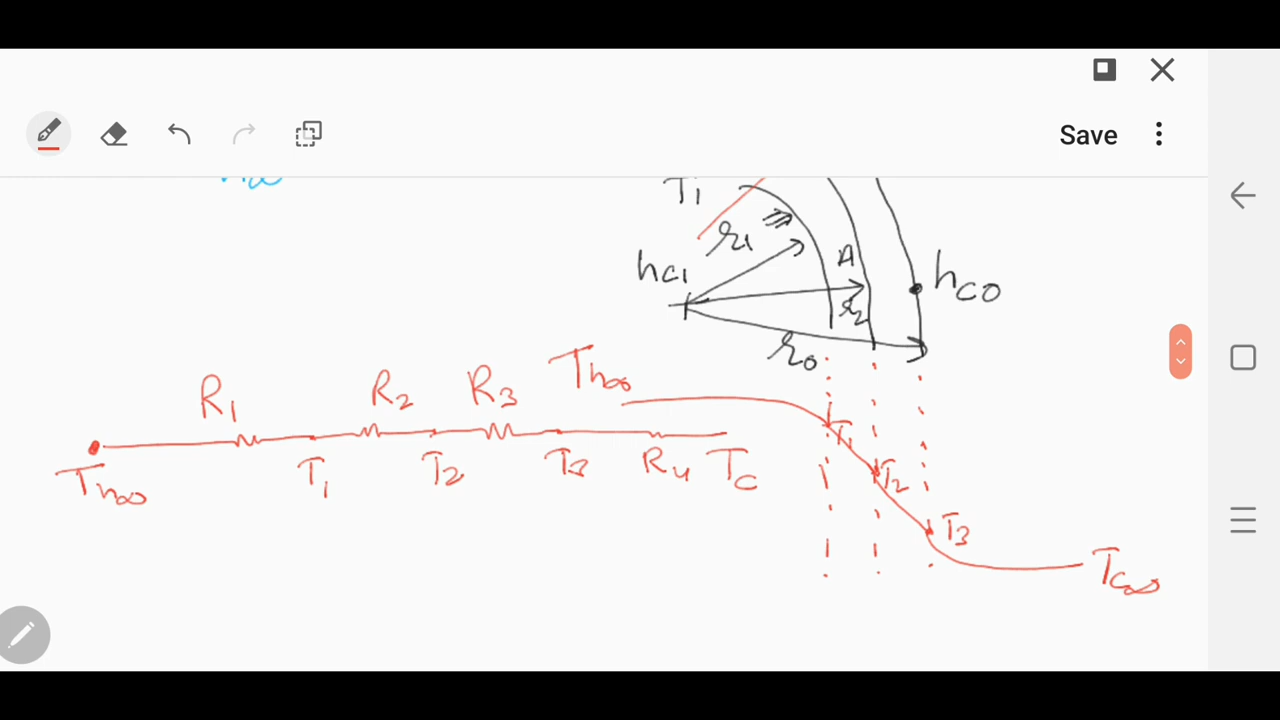 Save
T1
r1
hc1
A
hco
r2
ro
Th∞
R1
R2
R3
T1
T2
T3
R4
Tc
Th∞
T1
T2
T3
Tc∞